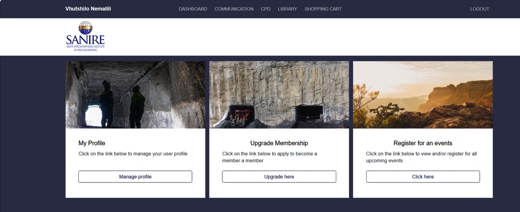 Vhutshilo Nemalili
DASHBOARD COMMUNICATION CPD LIBRARY SHOPPING CART
LOGOUT
SANIRE
My Profile
Click on the link below to manage your user profile
Manage profile
Upgrade Membership
Click on the link below to apply to become a
member a member
Upgrade here
Register for an events
Click on the link below to view and/or register for all
upcoming events
Click here